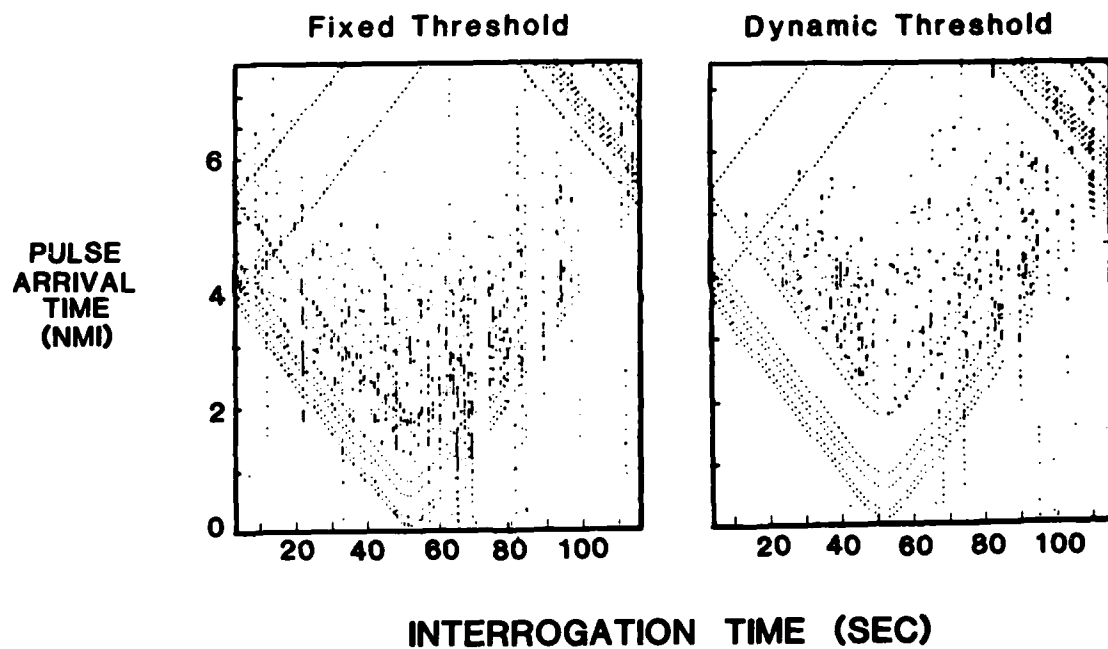 Fixed Threshold
Dynamic Threshold
6
4
2
0
PULSE
ARRIVAL
TIME
(NMI)
20 40 60 80 100
20 40 60 80 100
INTERROGATION TIME (SEC)